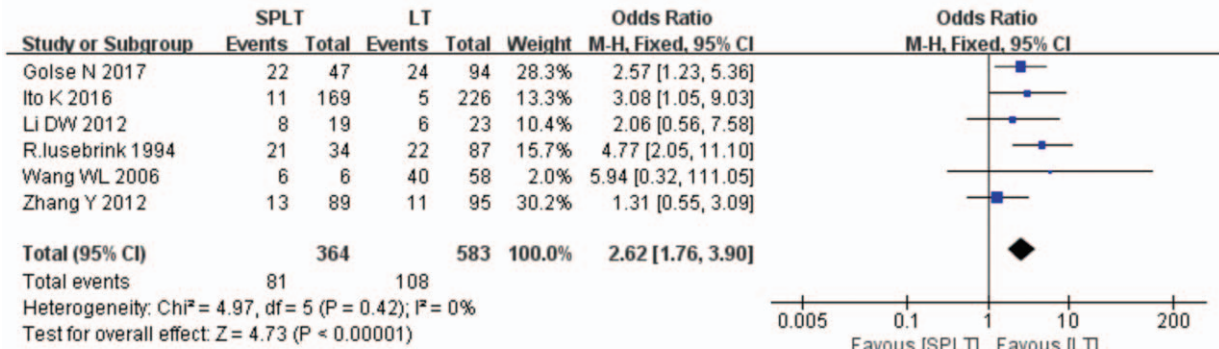 SPLT LT Odds Ratio Odds Ratio
Study or Subgroup Events Total Events Total Weight M-H, Fixed, 95% CI M-H, Fixed, 95% CI
Golse N 2017 22 47 24 94 28.3% 2.57 [1.23, 5.36]
Ito K 2016 11 169 5 226 13.3% 3.08 [1.05, 9.03]
Li DW 2012 8 19 6 23 10.4% 2.06 [0.56, 7.58]
R.lusebrink 1994 21 34 22 87 15.7% 4.77 [2.05, 11.10]
Wang WL 2006 6 6 40 58 2.0% 5.94 [0.32, 111.05]
Zhang Y 2012 13 89 11 95 30.2% 1.31 [0.55, 3.09]
Total (95% CI) 364 583 100.0% 2.62 [1.76, 3.90]
Total events 81 108
Heterogeneity: Chi² = 4.97, df = 5 (P = 0.42); I² = 0%
Test for overall effect: Z = 4.73 (P < 0.00001)
0.005 0.1 1 10 200
Favous [SPLT] Favous [LT]